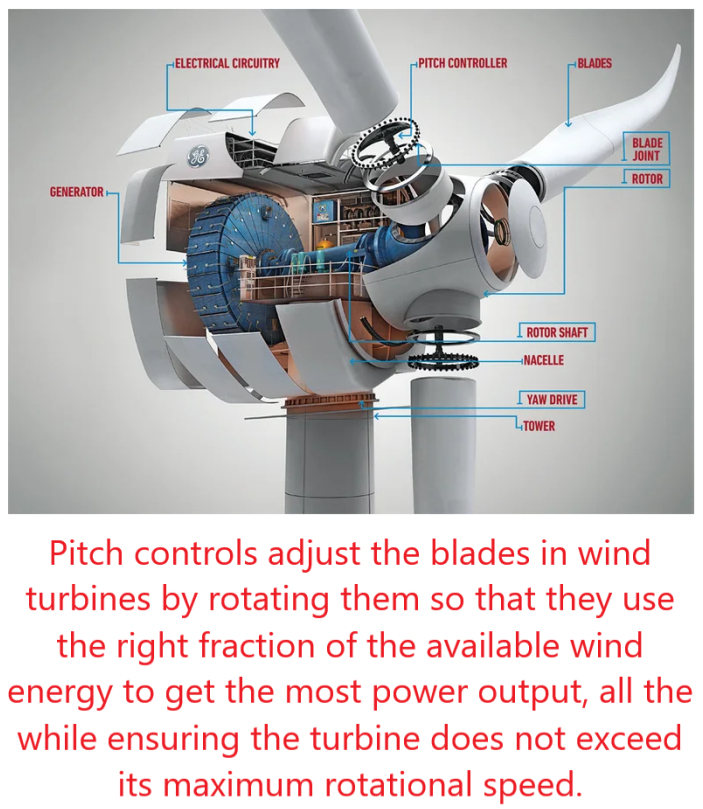 ELECTRICAL CIRCUITRY
PITCH CONTROLLER
BLADES
BLADE
JOINT
ROTOR
GENERATOR
GE
ROTOR SHAFT
NACELLE
YAW DRIVE
TOWER
Pitch controls adjust the blades in wind
turbines by rotating them so that they use
the right fraction of the available wind
energy to get the most power output, all the
while ensuring the turbine does not exceed
its maximum rotational speed.